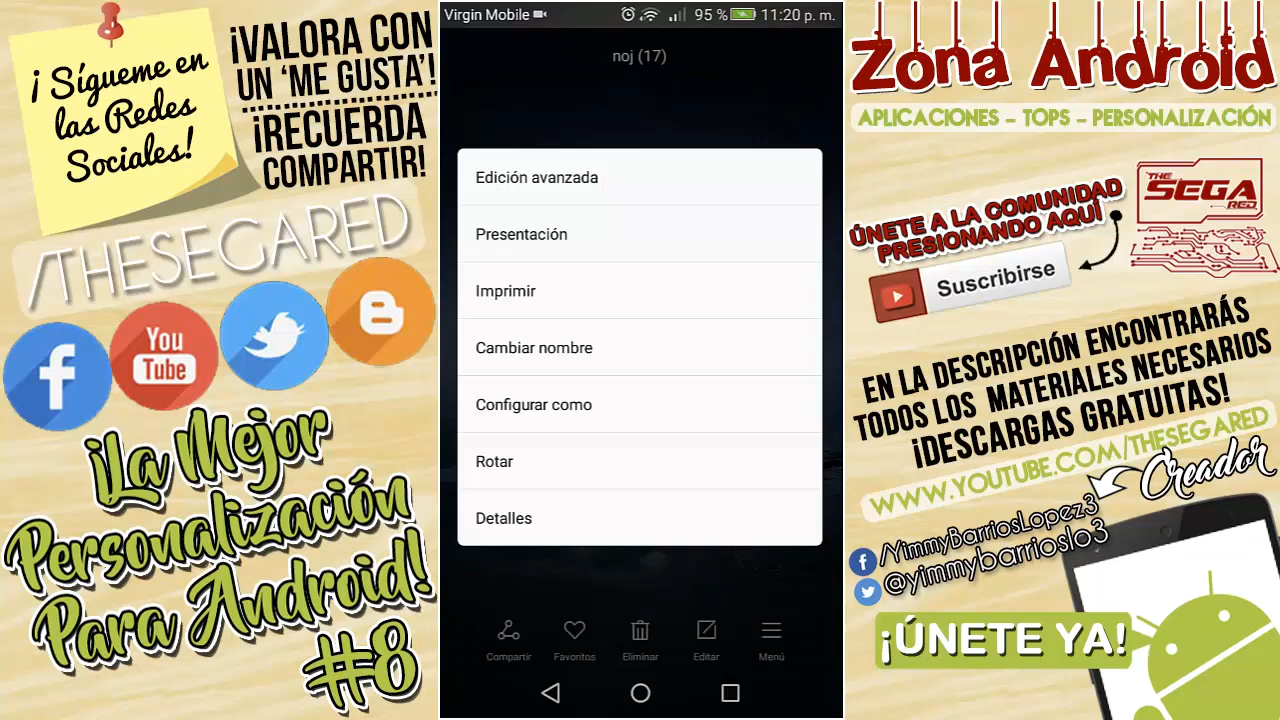 ¡ Sígueme en
las Redes
Sociales!
¡VALORA CON
UN 'ME GUSTA'!
¡RECUERDA
COMPARTIR!
/THESEGARED
f
You
Tube
B
¡La Mejor
Personalización
Para Android!
#8
Virgin Mobile
95 %
11:20 p. m.
noj (17)
Edición avanzada
Presentación
Imprimir
Cambiar nombre
Configurar como
Rotar
Detalles
Compartir
Favoritos
Eliminar
Editar
Menú
Zona Android
APLICACIONES – TOPS – PERSONALIZACIÓN
THE
SEGA
RED
ÚNETE A LA COMUNIDAD
PRESIONANDO AQUÍ
Suscribirse
EN LA DESCRIPCIÓN ENCONTRARÁS
TODOS LOS MATERIALES NECESARIOS
¡DESCARGAS GRATUITAS!
WWW.YOUTUBE.COM/THESEGARED
Creador
f
/YimmyBarriosLopez3
@yimmybarrioslo3
¡ÚNETE YA!